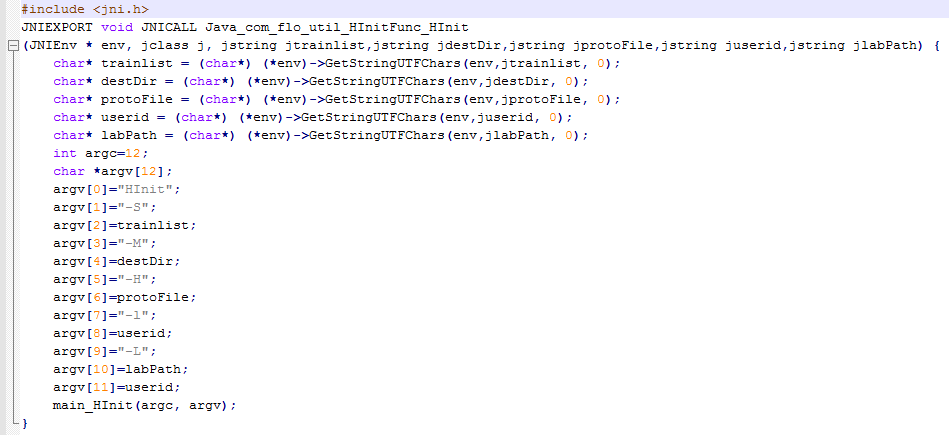 #include <jni.h>
JNIEXPORT void JNICALL Java_com_flo_util_HInitFunc_HInit
(JNIEnv * env, jclass j, jstring jtrainlist,jstring jdestDir,jstring jprotoFile,jstring juserid,jstring jlabPath) {
    char* trainlist = (char*) (*env)->GetStringUTFChars(env,jtrainlist, 0);
    char* destDir = (char*) (*env)->GetStringUTFChars(env,jdestDir, 0);
    char* protoFile = (char*) (*env)->GetStringUTFChars(env,jprotoFile, 0);
    char* userid = (char*) (*env)->GetStringUTFChars(env,juserid, 0);
    char* labPath = (char*) (*env)->GetStringUTFChars(env,jlabPath, 0);
    int argc=12;
    char *argv[12];
    argv[0]="HInit";
    argv[1]="-S";
    argv[2]=trainlist;
    argv[3]="-M";
    argv[4]=destDir;
    argv[5]="-H";
    argv[6]=protoFile;
    argv[7]="-l";
    argv[8]=userid;
    argv[9]="-L";
    argv[10]=labPath;
    argv[11]=userid;
    main_HInit(argc, argv);
}